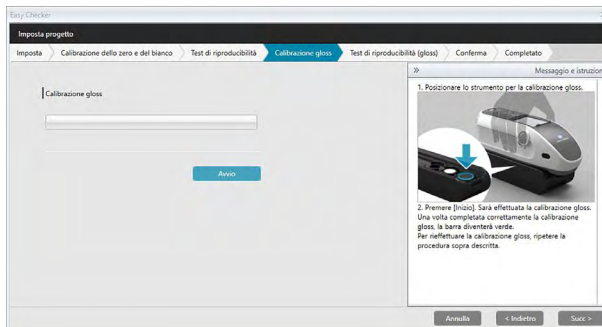 Easy Checker
Imposta progetto
Imposta
Calibrazione dello zero e del bianco
Test di riproducibilità
Calibrazione gloss
Test di riproducibilità (gloss)
Conferma
Completato
Calibrazione gloss
Avvio
» Messaggio e istruzion
1. Posizionare lo strumento per la calibrazione gloss.
2. Premere [Inizio]. Sarà effettuata la calibrazione gloss.
Una volta completata correttamente la calibrazione
gloss, la barra diventerà verde.
Per rieffettuare la calibrazione gloss, ripetere la
procedura sopra descritta.
Annulla
< Indietro
Succ >